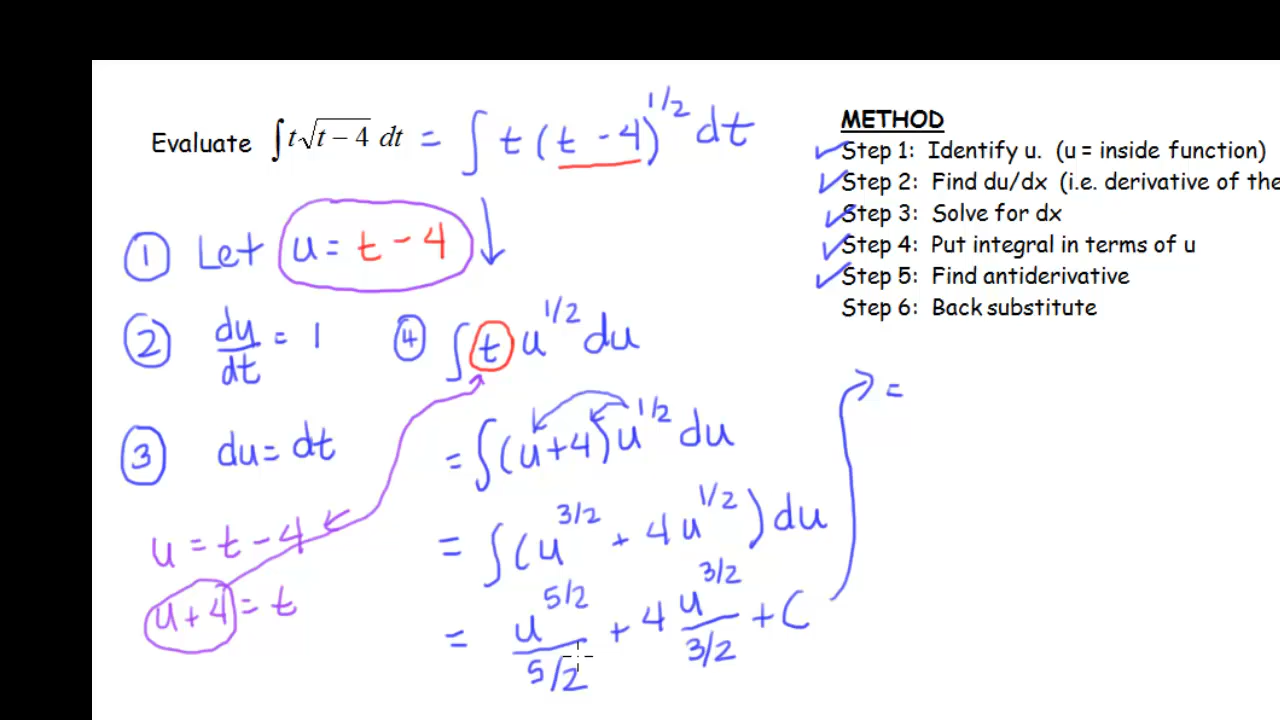 Evaluate ∫ t√(t − 4) dt = ∫ t (t - 4)^{1/2} dt
① Let u = t - 4
② du/dt = 1
③ du = dt
u = t - 4
u + 4 = t
④ ∫ t u^{1/2} du
= ∫ (u+4) u^{1/2} du
= ∫ (u^{3/2} + 4u^{1/2}) du
= u^{5/2}/5/2 + 4 u^{3/2}/3/2 + C
=
METHOD
Step 1: Identify u. (u = inside function)
Step 2: Find du/dx (i.e. derivative of the
Step 3: Solve for dx
Step 4: Put integral in terms of u
Step 5: Find antiderivative
Step 6: Back substitute